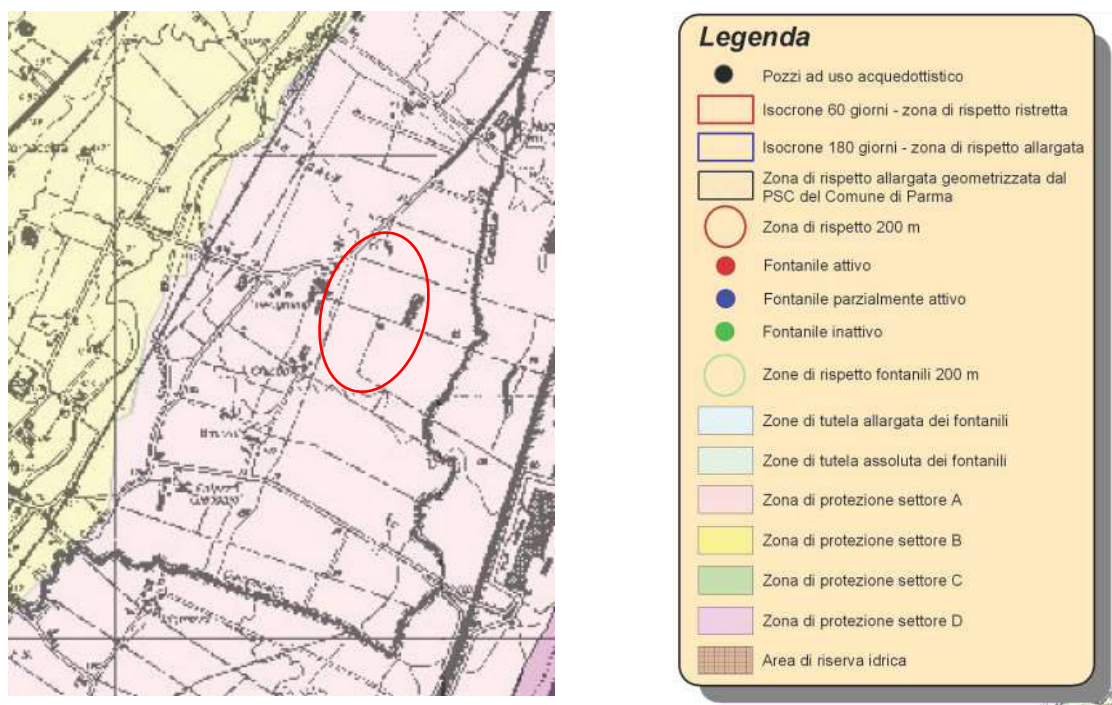 Legenda
Pozzi ad uso acquedottistico
Isocrone 60 giorni - zona di rispetto ristretta
Isocrone 180 giorni - zona di rispetto allargata
Zona di rispetto allargata geometrizzata dal
PSC del Comune di Parma
Zona di rispetto 200 m
Fontanile attivo
Fontanile parzialmente attivo
Fontanile inattivo
Zone di rispetto fontanili 200 m
Zone di tutela allargata dei fontanili
Zone di tutela assoluta dei fontanili
Zona di protezione settore A
Zona di protezione settore B
Zona di protezione settore C
Zona di protezione settore D
Area di riserva idrica